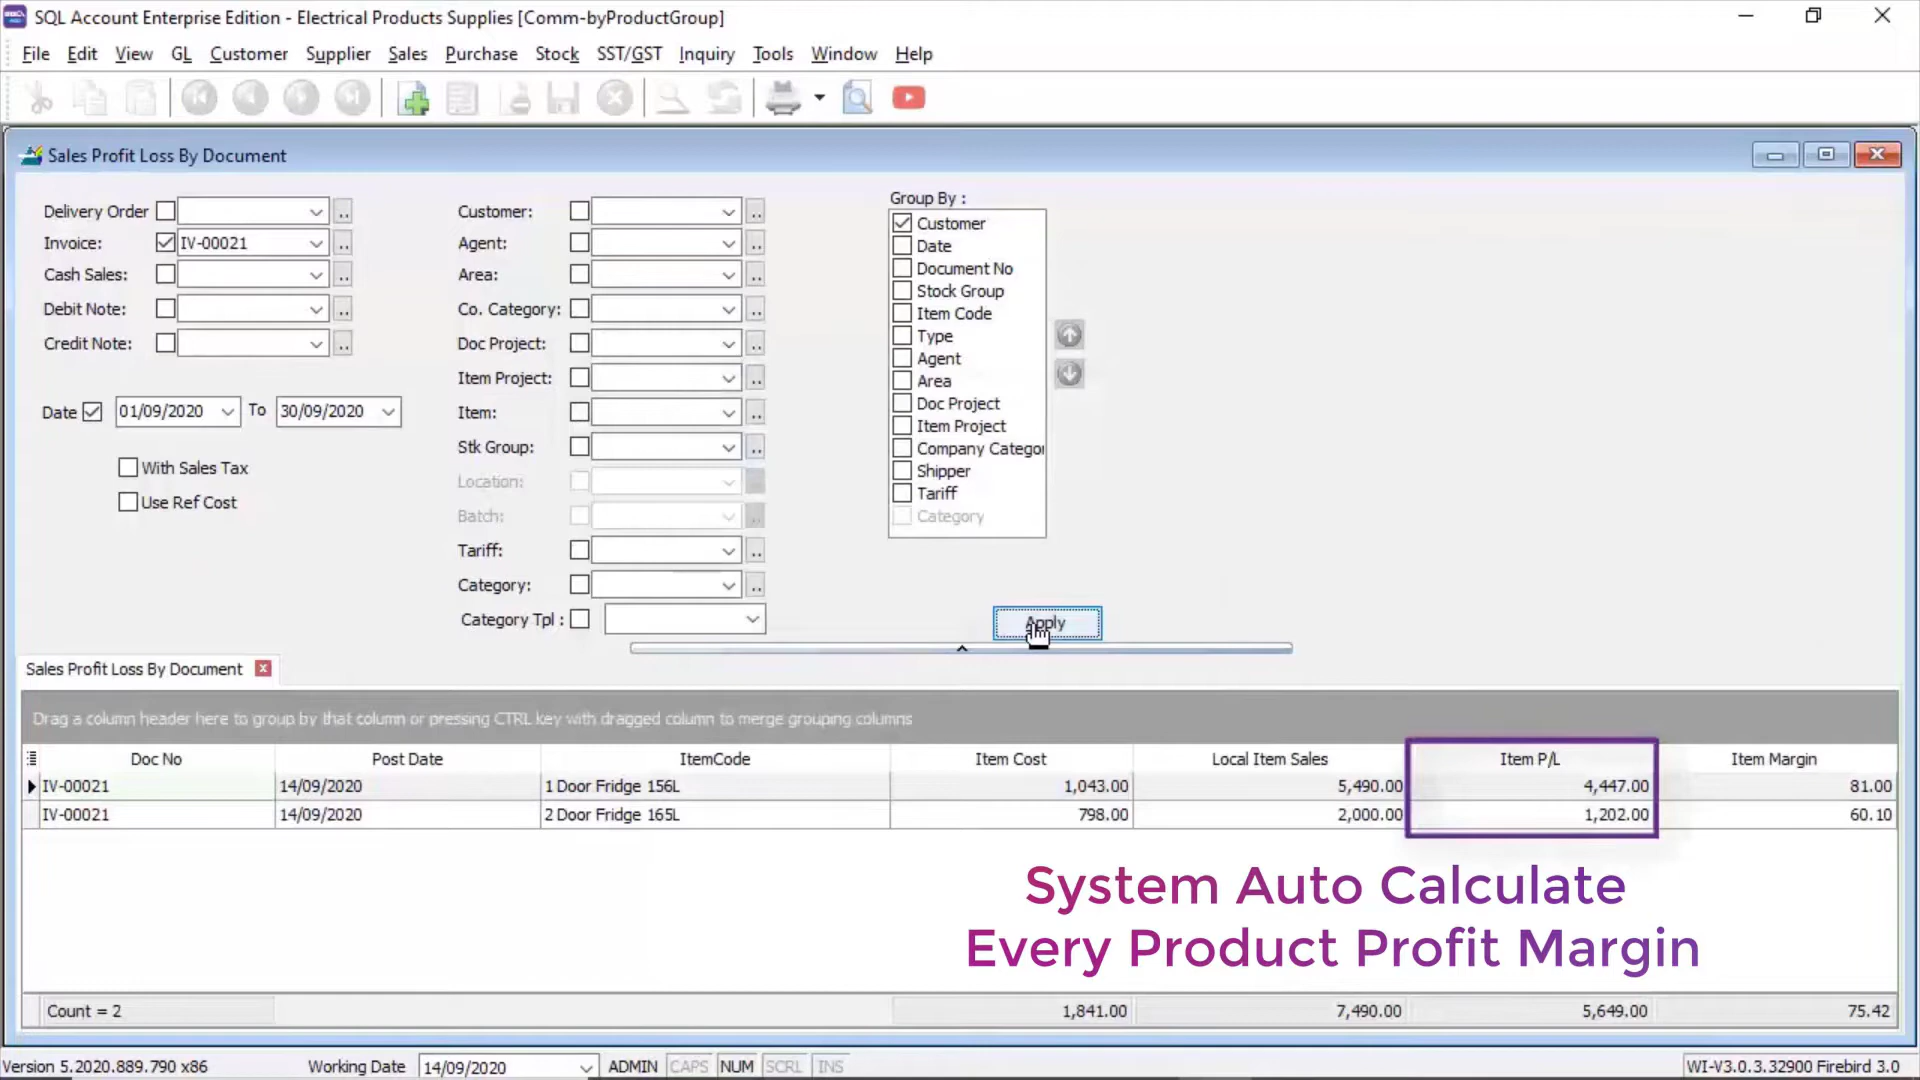 SQL Account Enterprise Edition - Electrical Products Supplies [Comm-byProductGroup]
File Edit View GL Customer Supplier Sales Purchase Stock SST/GST Inquiry Tools Window Help
Sales Profit Loss By Document
Delivery Order
Invoice: IV-00021
Cash Sales:
Debit Note:
Credit Note:
Date 01/09/2020 To 30/09/2020
With Sales Tax
Use Ref Cost
Customer:
Agent:
Area:
Co. Category:
Doc Project:
Item Project:
Item:
Stk Group:
Location:
Batch:
Tariff:
Category:
Category Tpl :
Group By :
Customer
Date
Document No
Stock Group
Item Code
Type
Agent
Area
Doc Project
Item Project
Company Categor
Shipper
Tariff
Category
Apply
Sales Profit Loss By Document
Drag a column header here to group by that column or pressing CTRL key with dragged column to merge grouping columns
Doc No Post Date ItemCode Item Cost Local Item Sales Item P/L Item Margin
IV-00021 14/09/2020 1 Door Fridge 156L 1,043.00 5,490.00 4,447.00 81.00
IV-00021 14/09/2020 2 Door Fridge 165L 798.00 2,000.00 1,202.00 60.10
System Auto Calculate
Every Product Profit Margin
Count = 2 1,841.00 7,490.00 5,649.00 75.42
Version 5.2020.889.790 x86 Working Date 14/09/2020 ADMIN CAPS NUM SCRL INS WI-V3.0.3.32900 Firebird 3.0